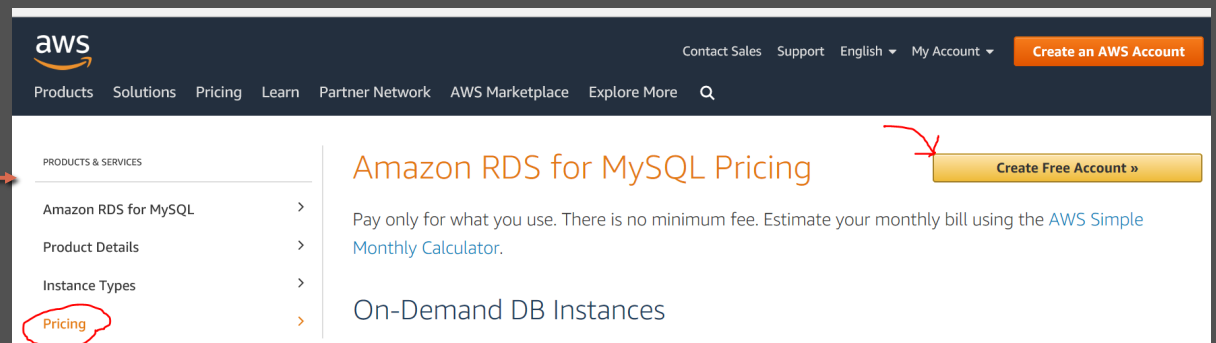 aws
Contact Sales Support English My Account Create an AWS Account
Products Solutions Pricing Learn Partner Network AWS Marketplace Explore More
PRODUCTS & SERVICES
Amazon RDS for MySQL
Product Details
Instance Types
Pricing
Amazon RDS for MySQL Pricing
Create Free Account »
Pay only for what you use. There is no minimum fee. Estimate your monthly bill using the AWS Simple
Monthly Calculator.
On-Demand DB Instances